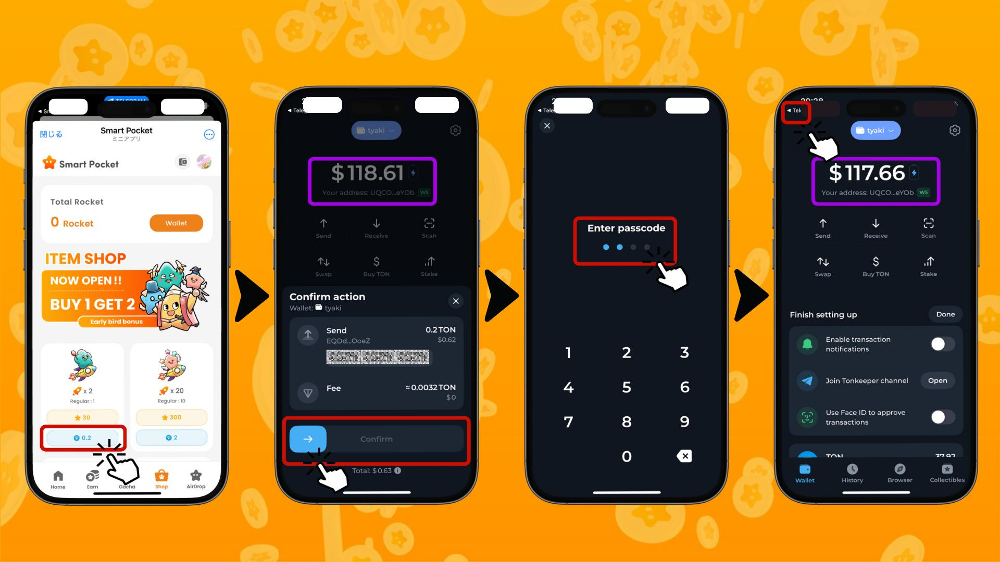 TELEGRAM
閉じる
Smart Pocket
ミニアプリ
Smart Pocket
Total Rocket
0 Rocket
Wallet
ITEM SHOP
NOW OPEN!!
BUY 1 GET 2
Early bird bonus
x 2
Regular : 1
30
0.2
x 20
Regular : 10
300
2
Home
Earn
Gacha
Shop
AirDrop
tyaki
$118.61
Your address: UQCO...eYOb W5
Send
Receive
Scan
Swap
Buy TON
Stake
Confirm action
Wallet: tyaki
Send
0.2 TON
EQDd...OoeZ
$0.62
Fee
≈ 0.0032 TON
$0
Confirm
Total: $0.63
Enter passcode
1 2 3
4 5 6
7 8 9
0
20:28
tyaki
$117.66
Your address: UQCO...eYOb W5
Send
Receive
Scan
Swap
Buy TON
Stake
Finish setting up
Done
Enable transaction
notifications
Join Tonkeeper channel
Open
Use Face ID to approve
transactions
TON
37.92
Wallet
History
Browser
Collectibles